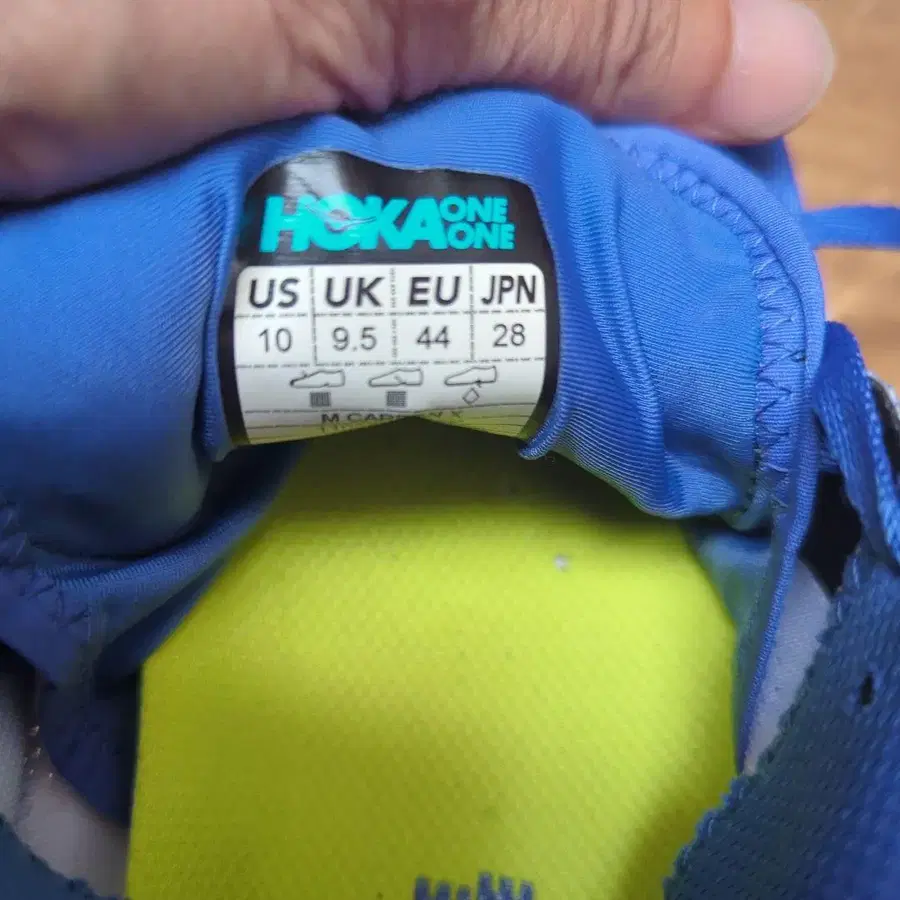 HOKA ONE ONE
US UK EU JPN
10 9.5 44 28
M